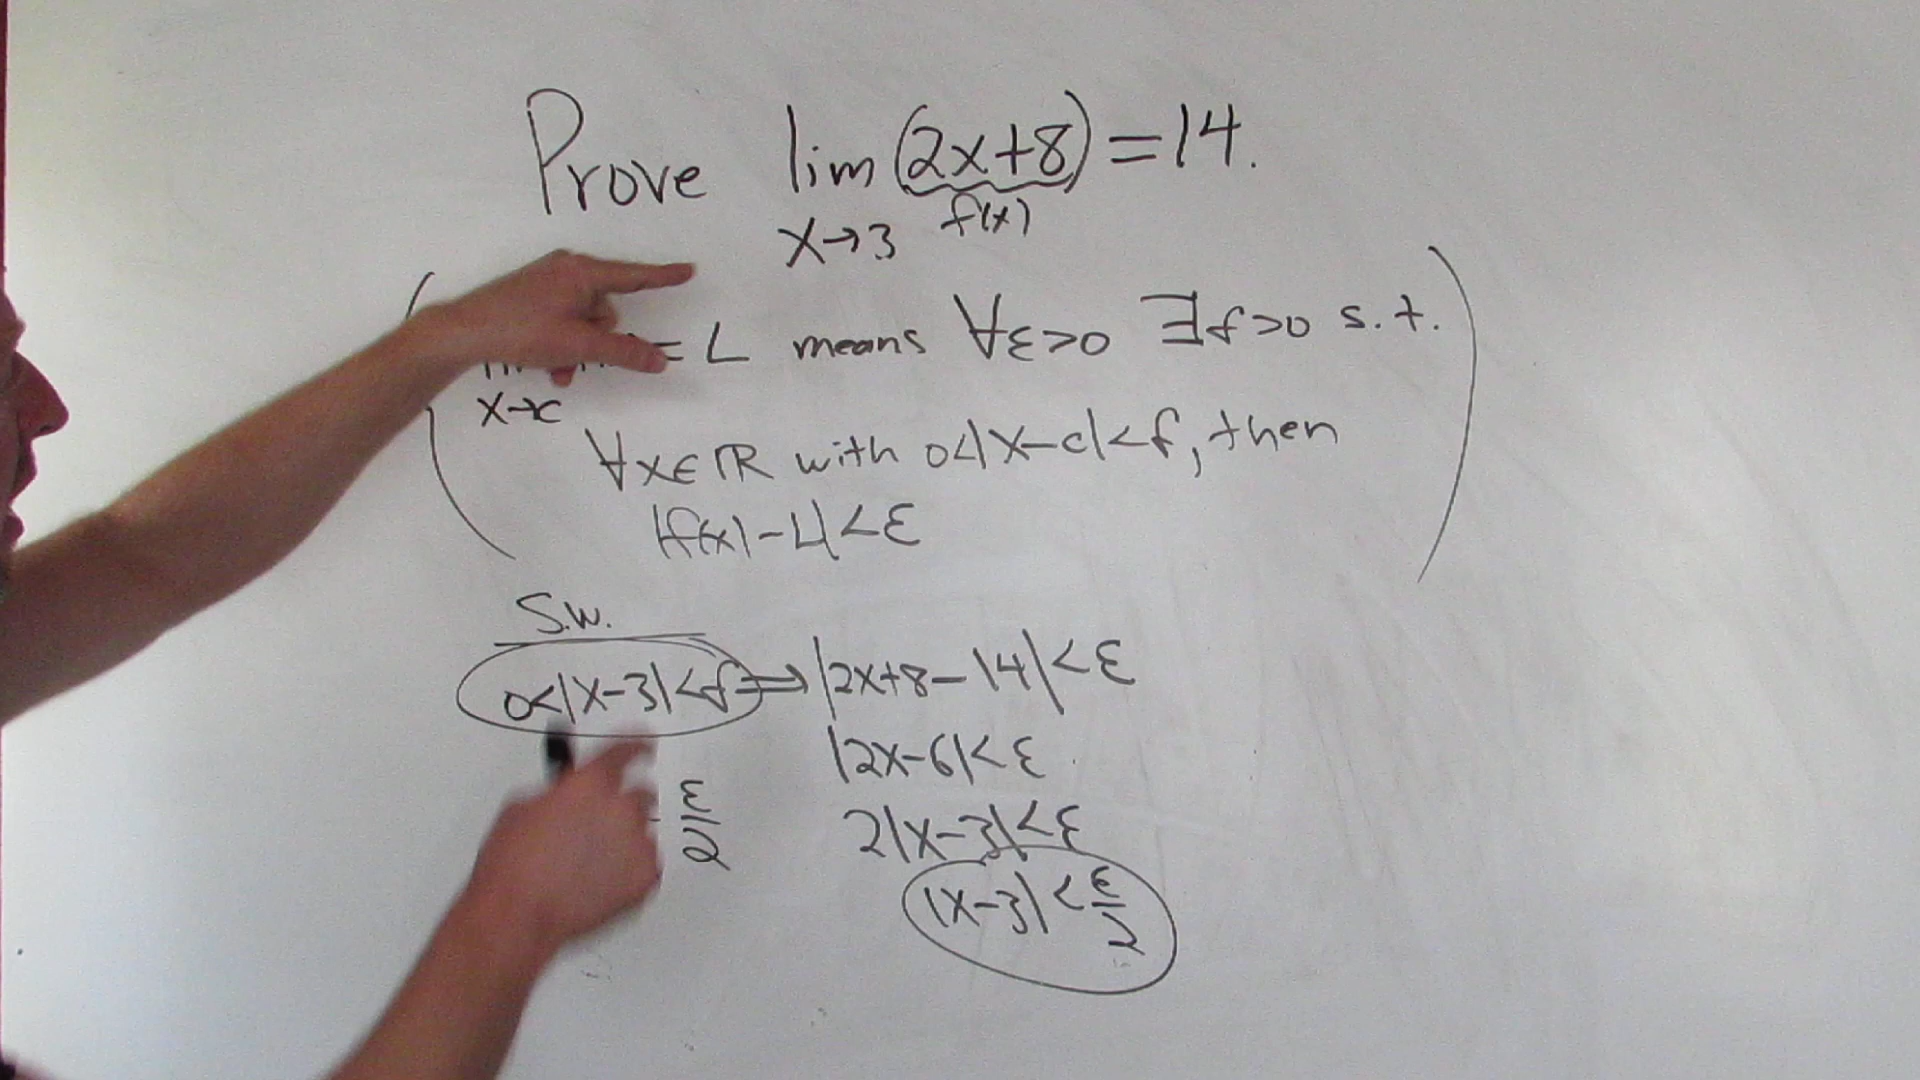 Prove lim (2x+8) = 14.
x→3 f(x)
= L means ∀ε>0 ∃δ>0 s.t.
x→c
∀x∈ℝ with 0<|x-c|<δ, then
|f(x)-L|<ε
S.W.
0<|x-3|<δ ⟹ |2x+8-14|<ε
|2x-6|<ε
ε/2 2|x-3|<ε
|x-3|<ε/2